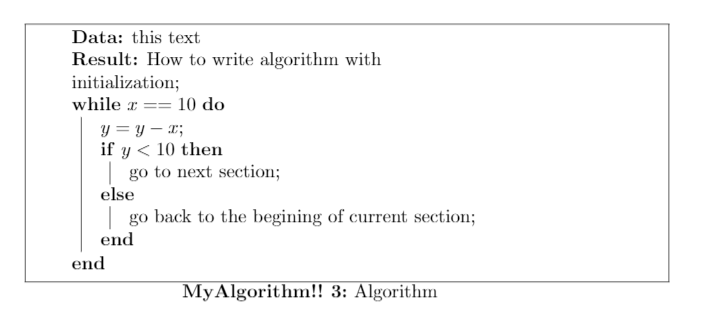 Data: this text
Result: How to write algorithm with
initialization;
while x == 10 do
y = y − x;
if y < 10 then
go to next section;
else
go back to the begining of current section;
end
end
MyAlgorithm!! 3: Algorithm